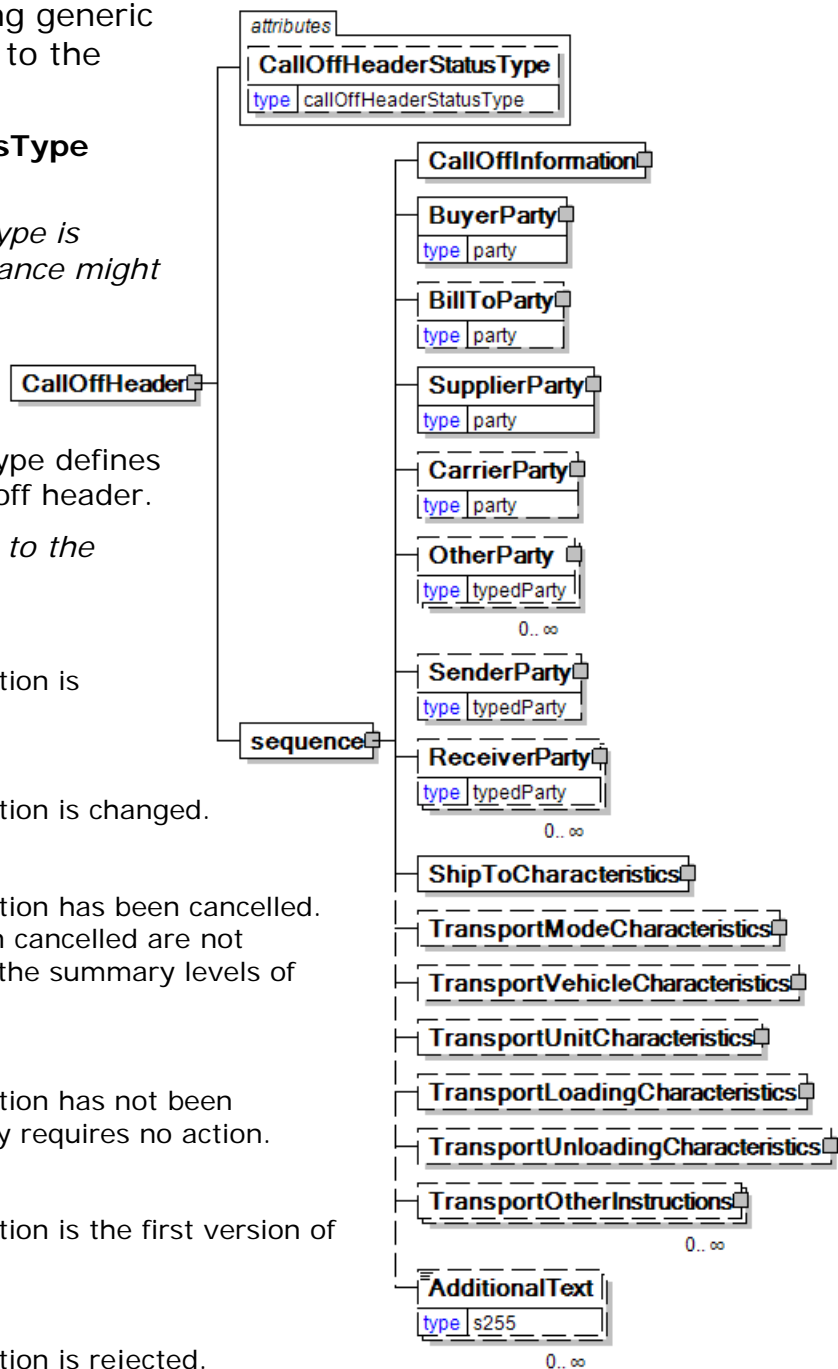 ng generic
to the
sType
ype is
ance might
ype defines
off header.
to the
tion is
tion is changed.
tion has been cancelled.
n cancelled are not
the summary levels of
tion has not been
y requires no action.
tion is the first version of
tion is rejected.
attributes
CallOffHeaderStatusType
type callOffHeaderStatusType
CallOffHeader
sequence
CallOffInformation
BuyerParty
type party
BillToParty
type party
SupplierParty
type party
CarrierParty
type party
OtherParty
type typedParty
0.. ∞
SenderParty
type typedParty
ReceiverParty
type typedParty
0.. ∞
ShipToCharacteristics
TransportModeCharacteristics
TransportVehicleCharacteristics
TransportUnitCharacteristics
TransportLoadingCharacteristics
TransportUnloadingCharacteristics
TransportOtherInstructions
0.. ∞
AdditionalText
type s255
0.. ∞